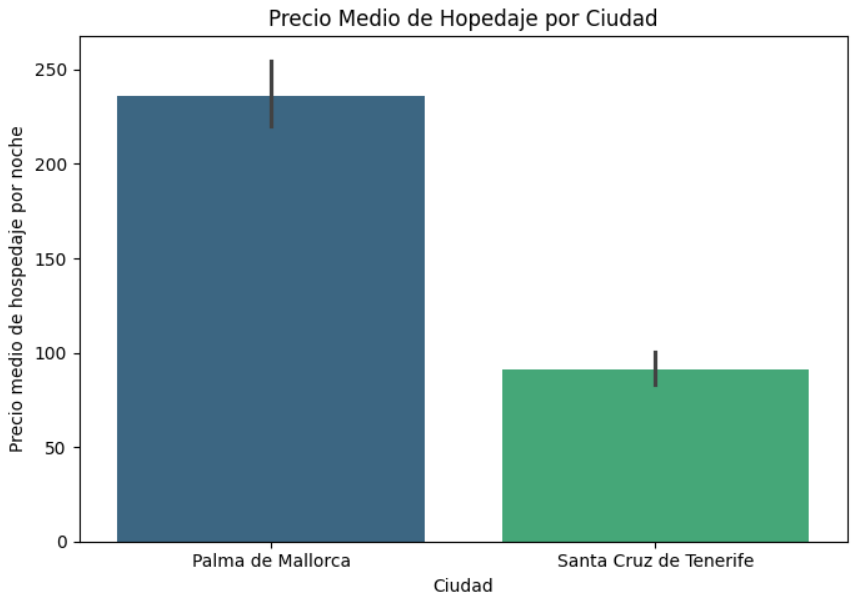 Precio Medio de Hopedaje por Ciudad
Precio medio de hospedaje por noche
250
200
150
100
50
0
Palma de Mallorca
Santa Cruz de Tenerife
Ciudad